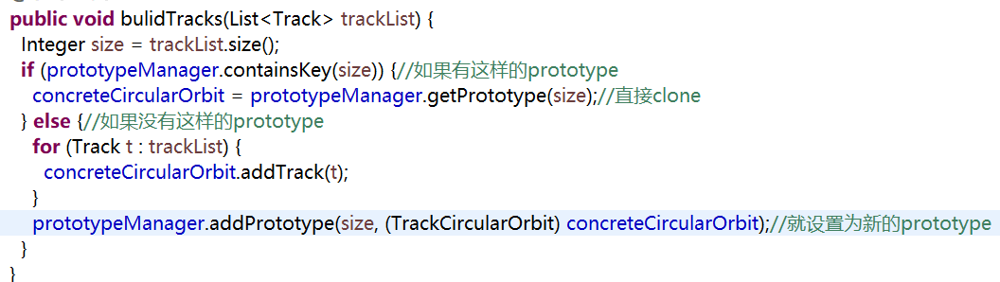 public void bulidTracks(List<Track> trackList) {
Integer size = trackList.size();
if (prototypeManager.containsKey(size)) {//如果有这样的prototype
concreteCircularOrbit = prototypeManager.getPrototype(size);//直接clone
} else {//如果没有这样的prototype
for (Track t : trackList) {
concreteCircularOrbit.addTrack(t);
}
prototypeManager.addPrototype(size, (TrackCircularOrbit) concreteCircularOrbit);//就设置为新的prototype
}
}